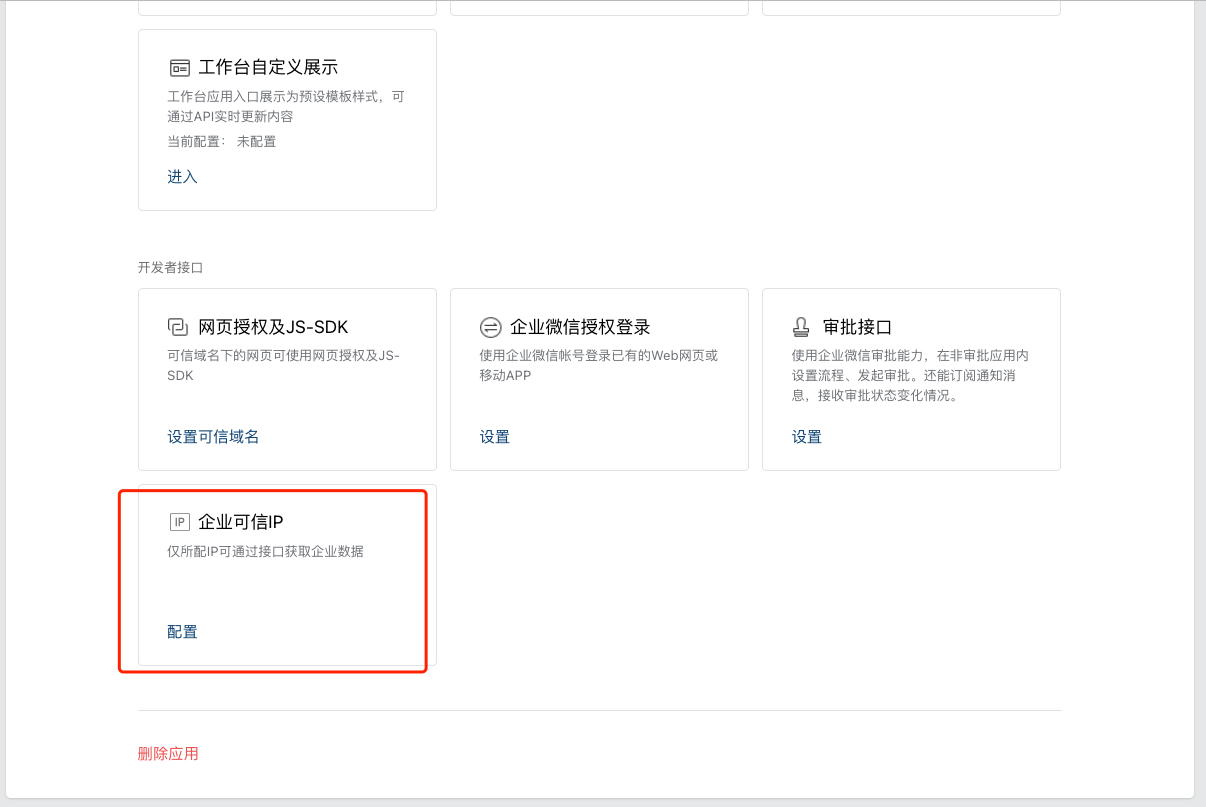 工作台自定义展示
工作台应用入口展示为预设模板样式，可
通过API实时更新内容
当前配置： 未配置
进入
开发者接口
网页授权及JS-SDK
可信域名下的网页可使用网页授权及JS-
SDK
设置可信域名
企业微信授权登录
使用企业微信帐号登录已有的Web网页或
移动APP
设置
审批接口
使用企业微信审批能力，在非审批应用内
设置流程、发起审批。还能订阅通知消
息，接收审批状态变化情况。
设置
IP 企业可信IP
仅所配IP可通过接口获取企业数据
配置
删除应用